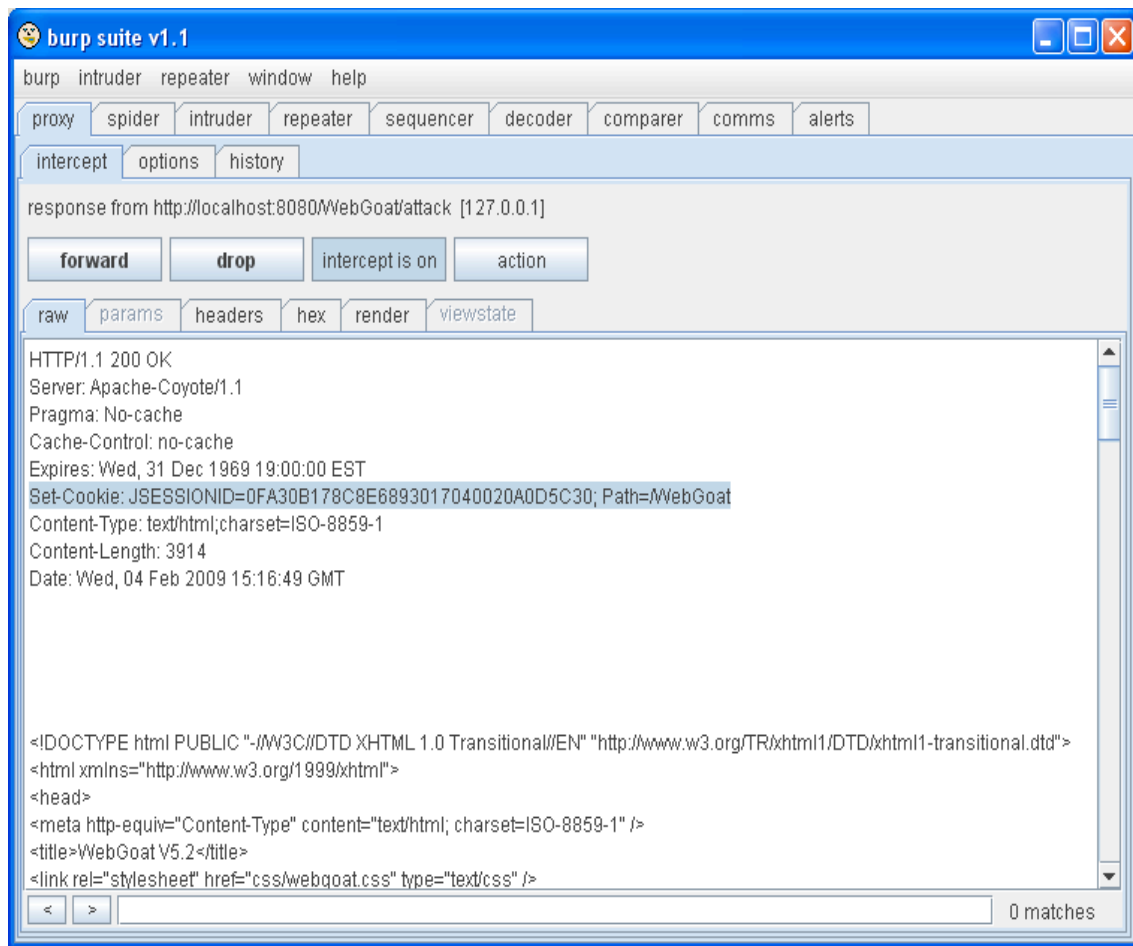 burp suite v1.1
burp intruder repeater window help
proxy spider intruder repeater sequencer decoder comparer comms alerts
intercept options history
response from http://localhost:8080/WebGoat/attack [127.0.0.1]
forward drop intercept is on action
raw params headers hex render viewstate
HTTP/1.1 200 OK
Server: Apache-Coyote/1.1
Pragma: No-cache
Cache-Control: no-cache
Expires: Wed, 31 Dec 1969 19:00:00 EST
Set-Cookie: JSESSIONID=0FA30B178C8E6893017040020A0D5C30; Path=/WebGoat
Content-Type: text/html;charset=ISO-8859-1
Content-Length: 3914
Date: Wed, 04 Feb 2009 15:16:49 GMT
<!DOCTYPE html PUBLIC "-//W3C//DTD XHTML 1.0 Transitional//EN" "http://www.w3.org/TR/xhtml1/DTD/xhtml1-transitional.dtd">
<html xmlns="http://www.w3.org/1999/xhtml">
<head>
<meta http-equiv="Content-Type" content="text/html; charset=ISO-8859-1" />
<title>WebGoat V5.2</title>
<link rel="stylesheet" href="css/webgoat.css" type="text/css" />
< > 0 matches